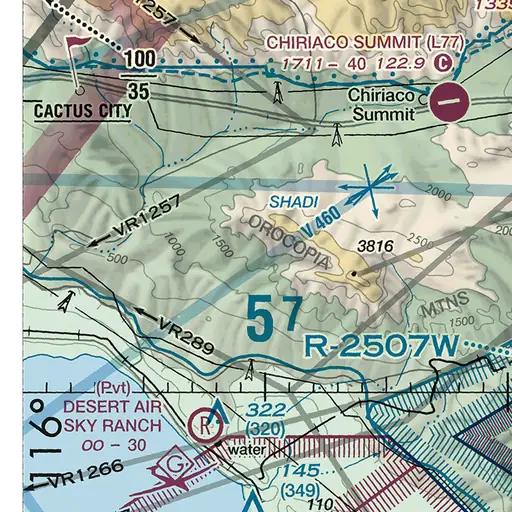 1257
1335
CHIRIACO SUMMIT (L77)
1711 – 40 122.9 C
100
35
CACTUS CITY
Chiriaco
Summit
SHADI
V 460
2000
VR1257
OROCOPIA
3816
2500
500
1000
1500
MTNS
1500
57
VR289
R-2507W
(Pvt)
DESERT AIR
SKY RANCH
00 – 30
R
322
(320)
water
G
116°
VR1266
145
(349)
110